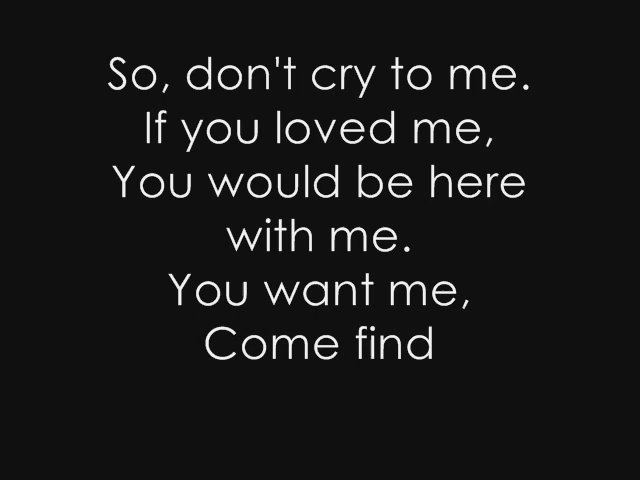 So, don't cry to me.
If you loved me,
You would be here
with me.
You want me,
Come find